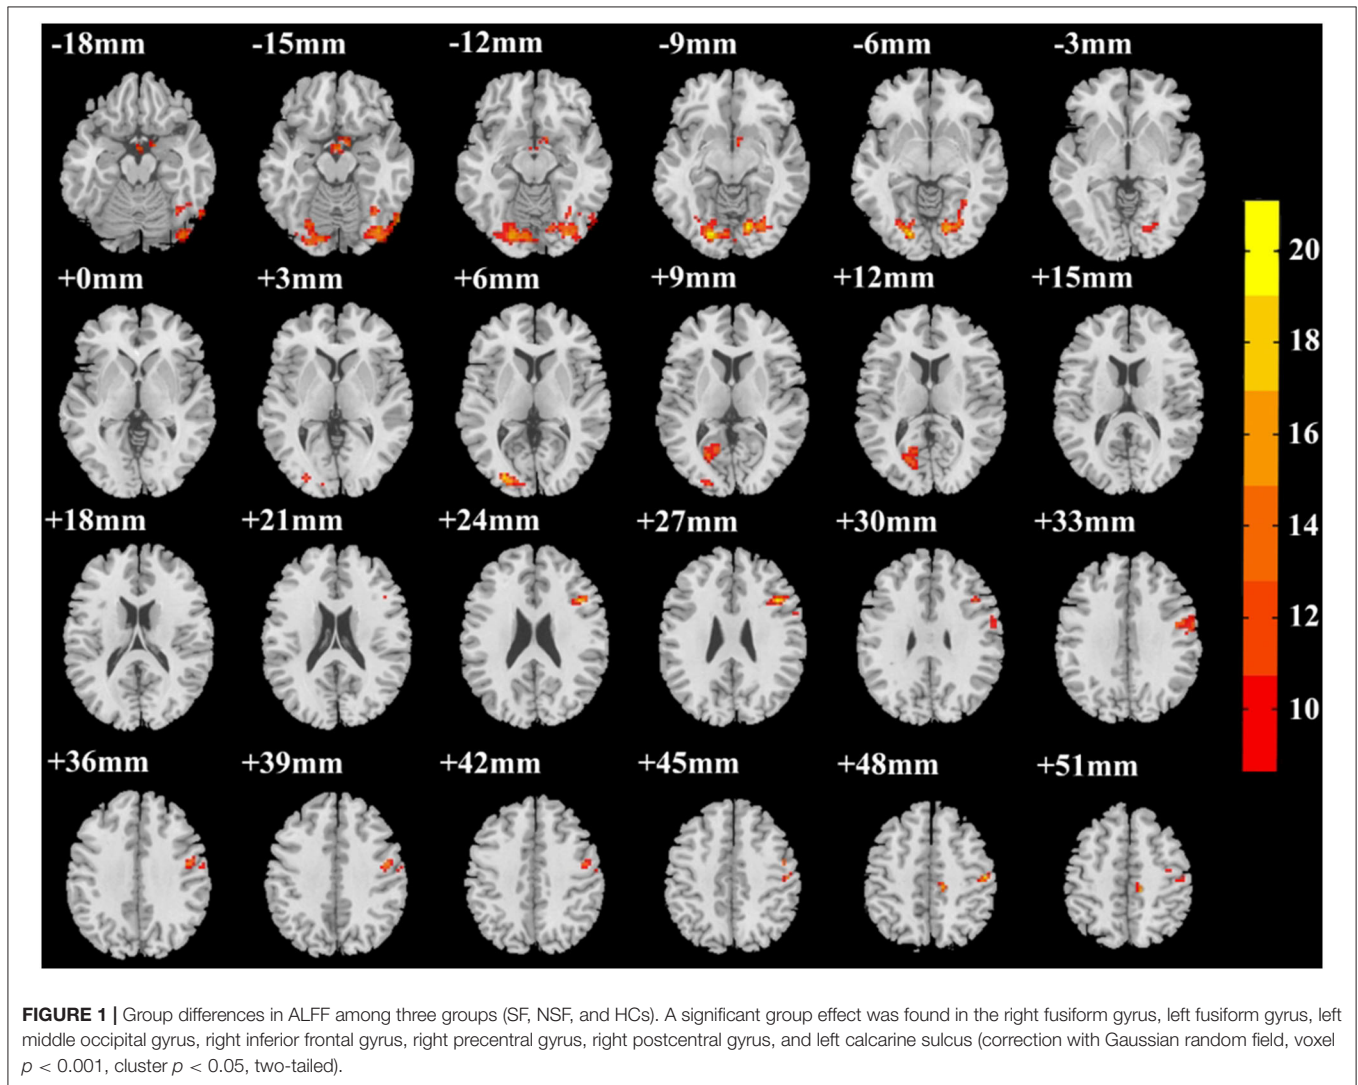 -18mm -15mm -12mm -9mm -6mm -3mm
+0mm +3mm +6mm +9mm +12mm +15mm
+18mm +21mm +24mm +27mm +30mm +33mm
+36mm +39mm +42mm +45mm +48mm +51mm
20
18
16
14
12
10
FIGURE 1 | Group differences in ALFF among three groups (SF, NSF, and HCs). A significant group effect was found in the right fusiform gyrus, left fusiform gyrus, left
middle occipital gyrus, right inferior frontal gyrus, right precentral gyrus, right postcentral gyrus, and left calcarine sulcus (correction with Gaussian random field, voxel
p < 0.001, cluster p < 0.05, two-tailed).